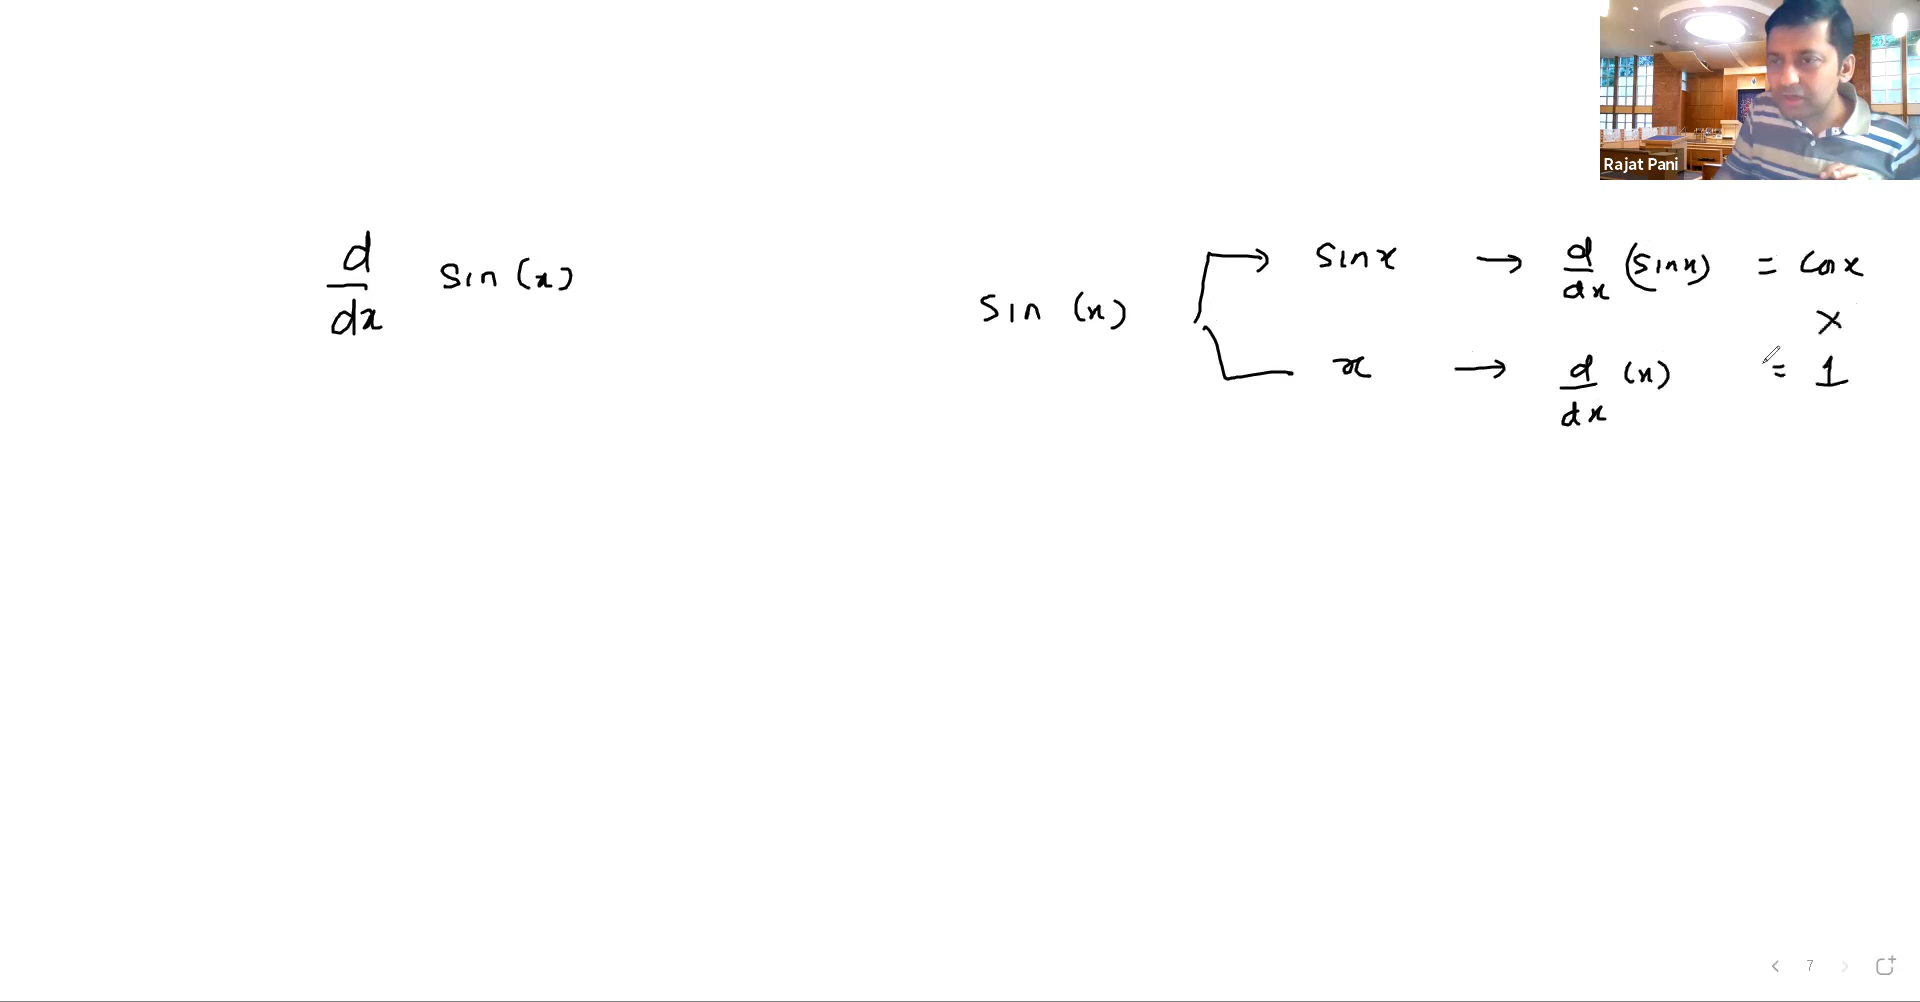 Rajat Pani
d/dx sin(x)
sin (x)
sin x → d/dx (sin x) = cos x
×
x → d/dx (x) = 1
7